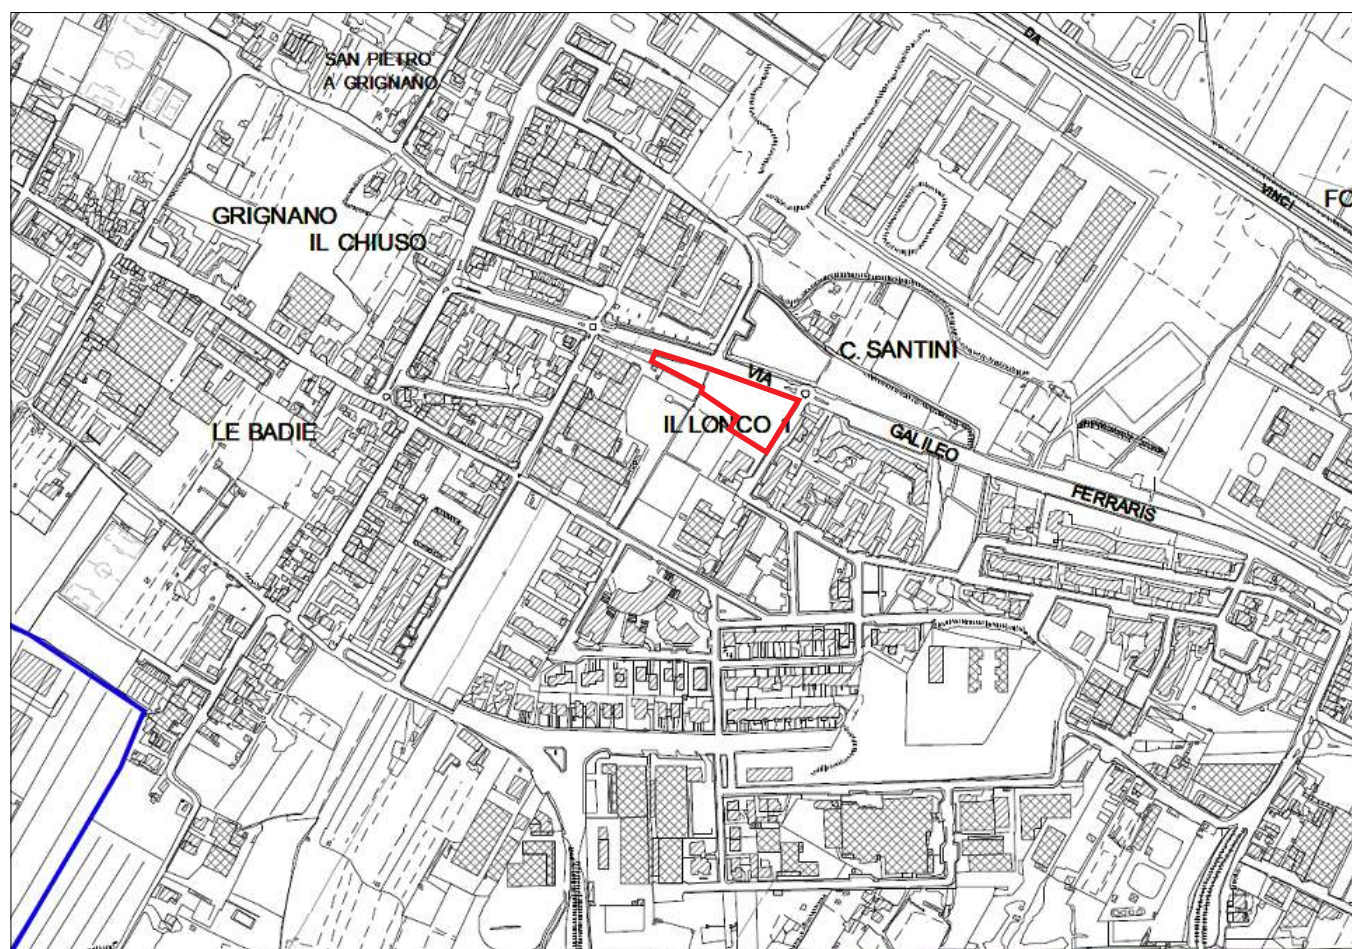 DA
SAN PIETRO
A GRIGNANO
VINCI
GRIGNANO
IL CHIUSO
C. SANTINI
VIA
LE BADIE
IL LONCO
GALILEO
FERRARIS